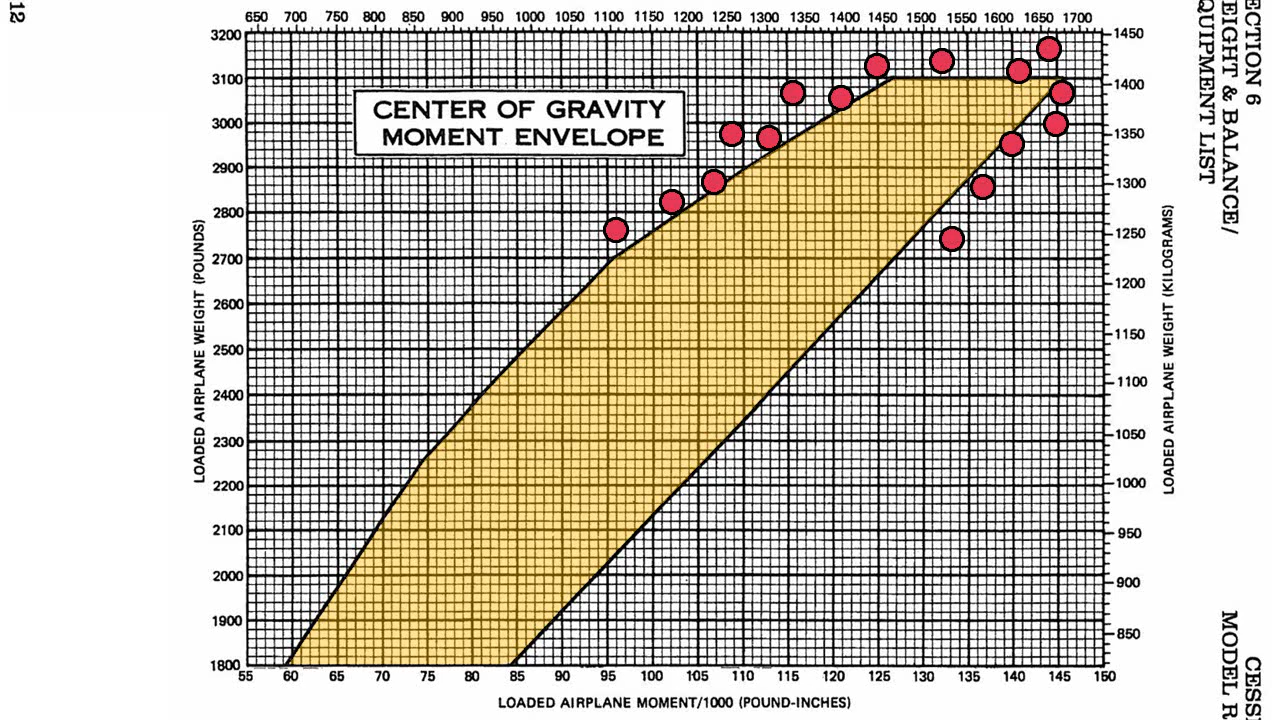 12
650 700 750 800 850 900 950 1000 1050 1100 1150 1200 1250 1300 1350 1400 1450 1500 1550 1600 1650 1700
CENTER OF GRAVITY
MOMENT ENVELOPE
3200
3100
3000
2900
2800
2700
2600
2500
2400
2300
2200
2100
2000
1900
1800
LOADED AIRPLANE WEIGHT (POUNDS)
1450
1400
1350
1300
1250
1200
1150
1100
1050
1000
950
900
850
LOADED AIRPLANE WEIGHT (KILOGRAMS)
55 60 65 70 75 80 85 90 95 100 105 110 115 120 125 130 135 140 145 150
LOADED AIRPLANE MOMENT/1000 (POUND-INCHES)
ECTION 6
EIGHT & BALANCE/
QUIPMENT LIST
CESS
MODEL R